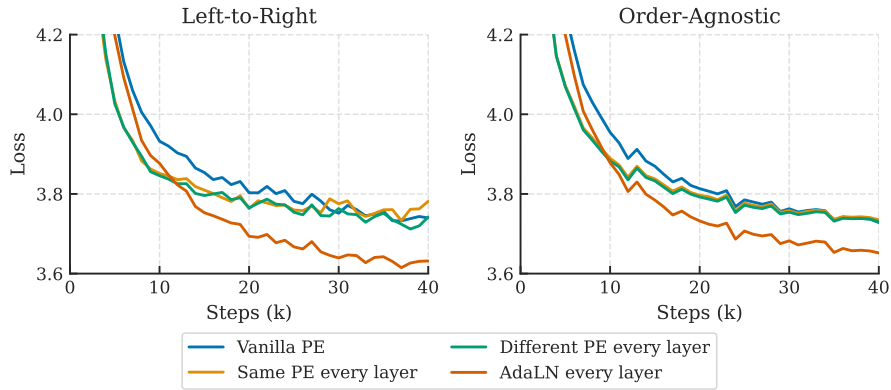 Left-to-Right
4.2
4.0
3.8
3.6
Loss
0
10
20
30
40
Steps (k)
Order-Agnostic
4.2
4.0
3.8
3.6
Loss
0
10
20
30
40
Steps (k)
Vanilla PE
Same PE every layer
Different PE every layer
AdaLN every layer